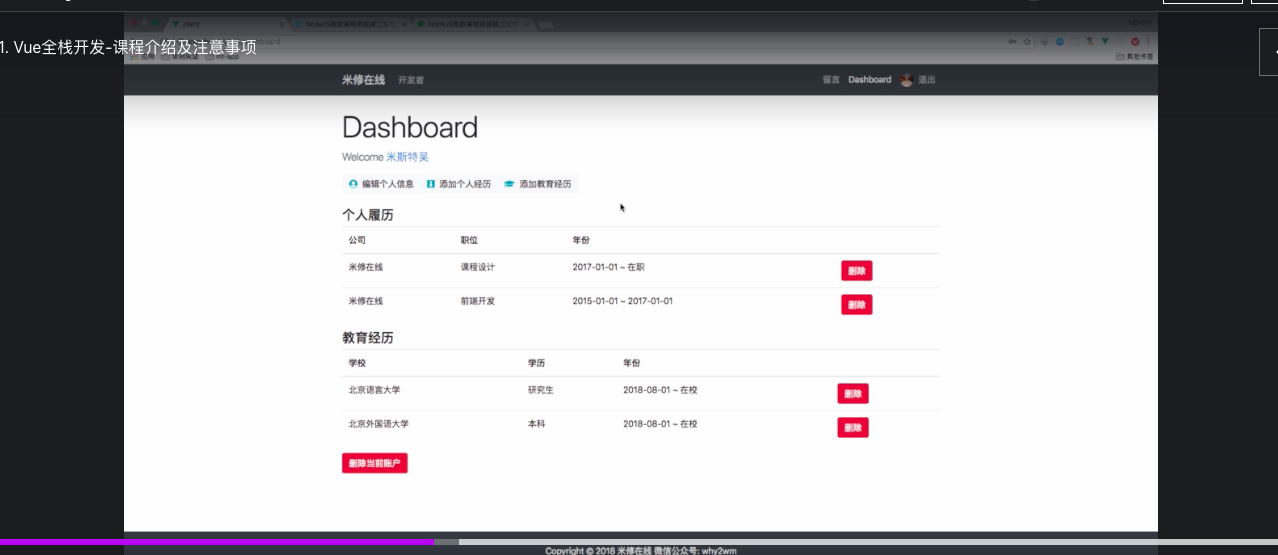 1. Vue全栈开发-课程介绍及注意事项
其他书签
米修在线 开发者 留言 Dashboard 退出
Dashboard
Welcome 米斯特吴
编辑个人信息 添加个人经历 添加教育经历
个人履历
公司 职位 年份
米修在线 课程设计 2017-01-01 ~ 在职 删除
米修在线 前端开发 2015-01-01 ~ 2017-01-01 删除
教育经历
学校 学历 年份
北京语言大学 研究生 2018-08-01 ~ 在校 删除
北京外国语大学 本科 2018-08-01 ~ 在校 删除
删除当前账户
Copyright © 2018 米修在线 微信公众号: why2wm